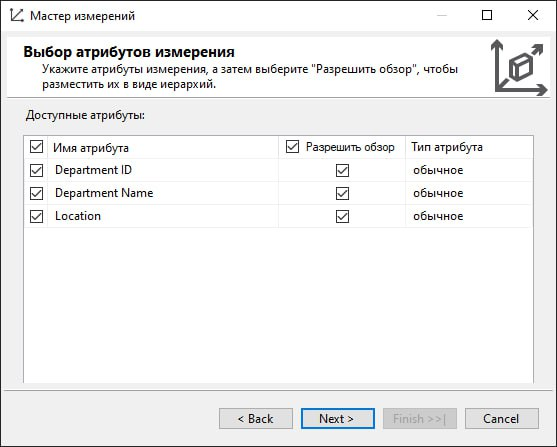 Мастер измерений
Выбор атрибутов измерения
Укажите атрибуты измерения, а затем выберите "Разрешить обзор", чтобы
разместить их в виде иерархий.
Доступные атрибуты:
Имя атрибута Разрешить обзор Тип атрибута
Department ID обычное
Department Name обычное
Location обычное
< Back Next > Finish >>| Cancel